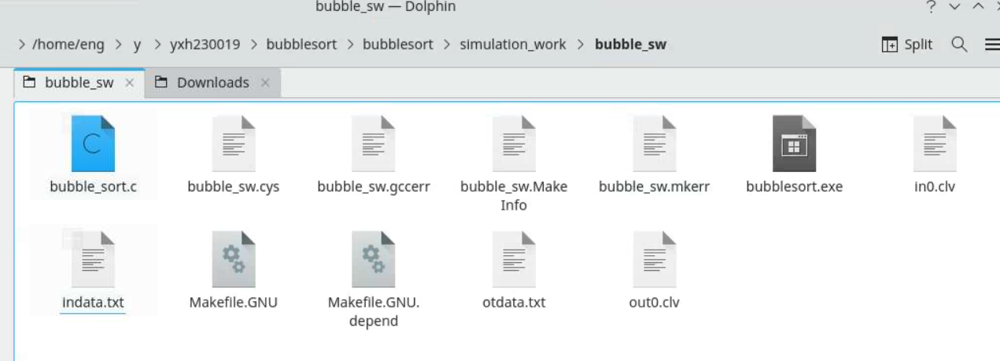 bubble_sw — Dolphin
> /home/eng > y > yxh230019 > bubblesort > bubblesort > simulation_work > bubble_sw Split
bubble_sw Downloads
bubble_sort.c bubble_sw.cys bubble_sw.gccerr bubble_sw.Make bubble_sw.mkerr bubblesort.exe in0.clv
Info
indata.txt Makefile.GNU Makefile.GNU. otdata.txt out0.clv
depend